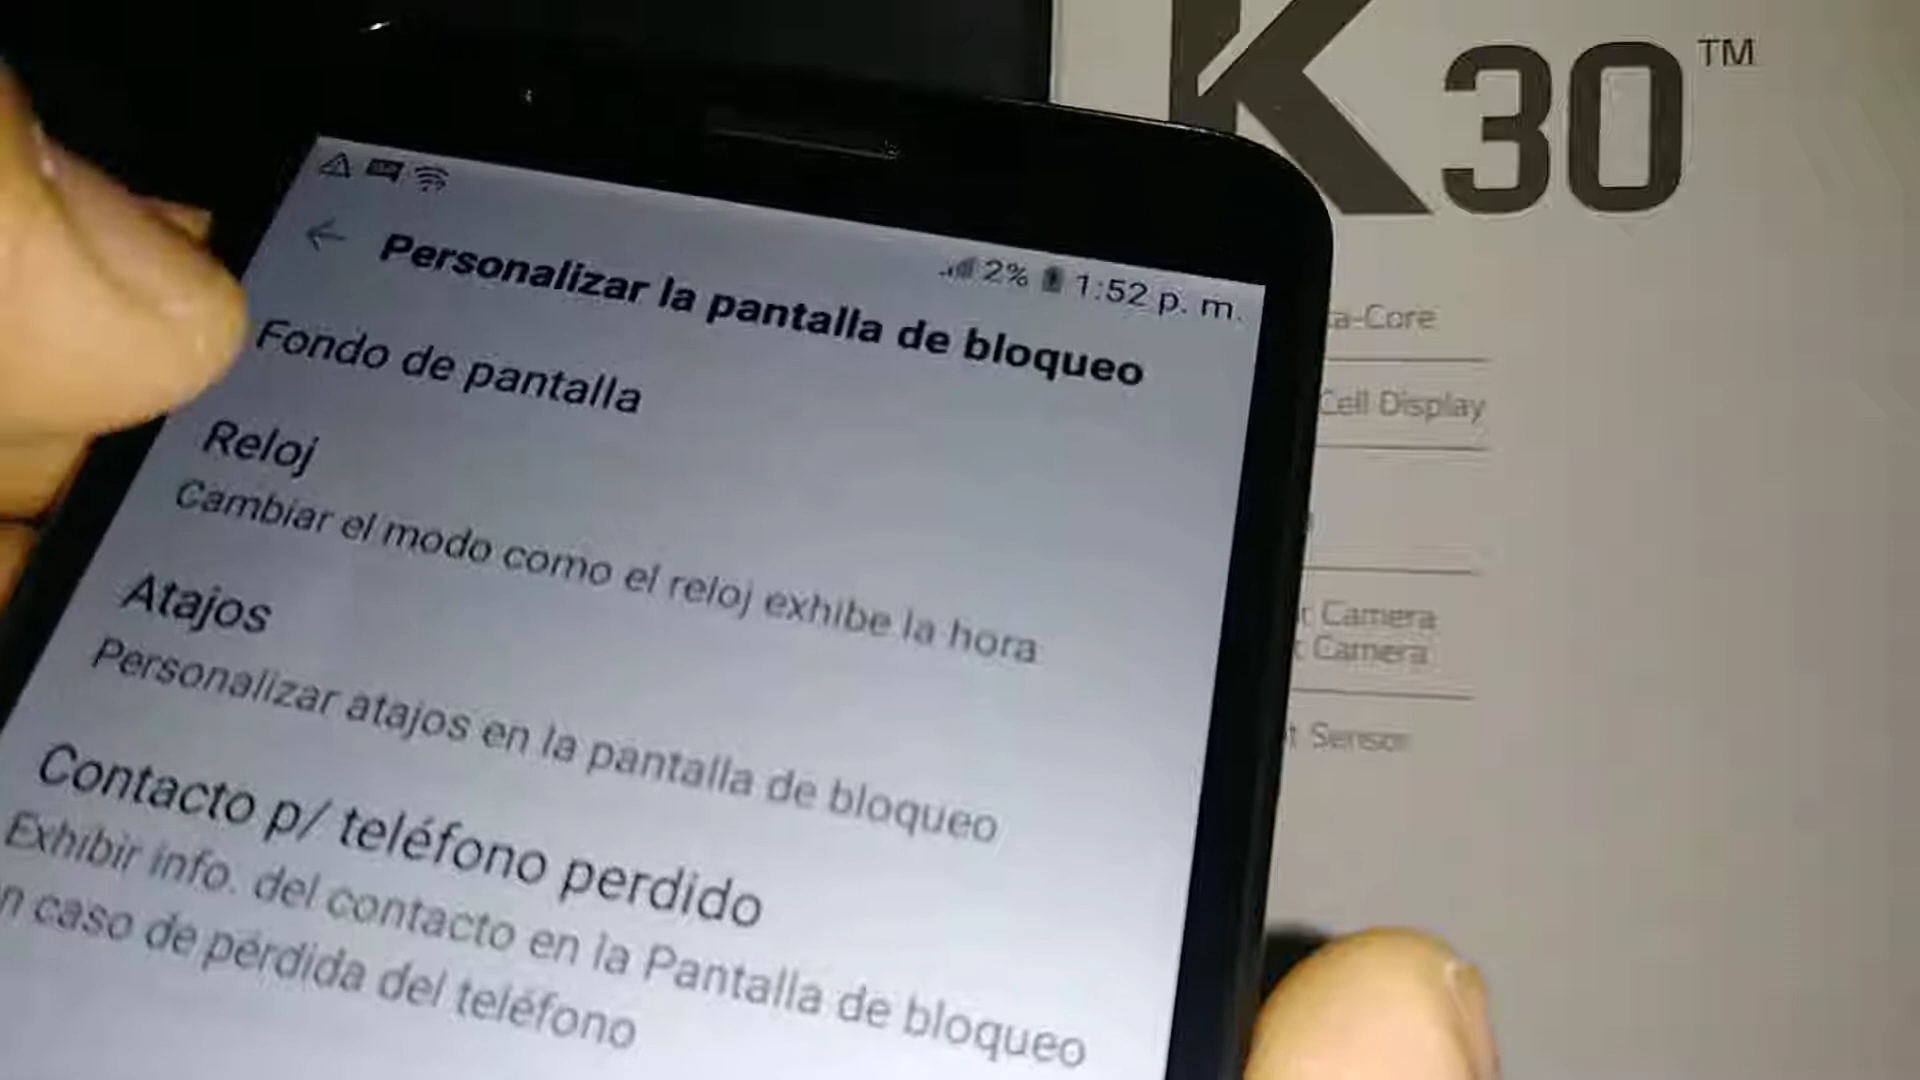 K30™
2% 1:52 p. m.
Personalizar la pantalla de bloqueo
Fondo de pantalla
Reloj
Cambiar el modo como el reloj exhibe la hora
Atajos
Personalizar atajos en la pantalla de bloqueo
Contacto p/ teléfono perdido
Exhibir info. del contacto en la Pantalla de bloqueo
n caso de pérdida del teléfono
ta-Core
Cell Display
Camera
Camera
t Sensor